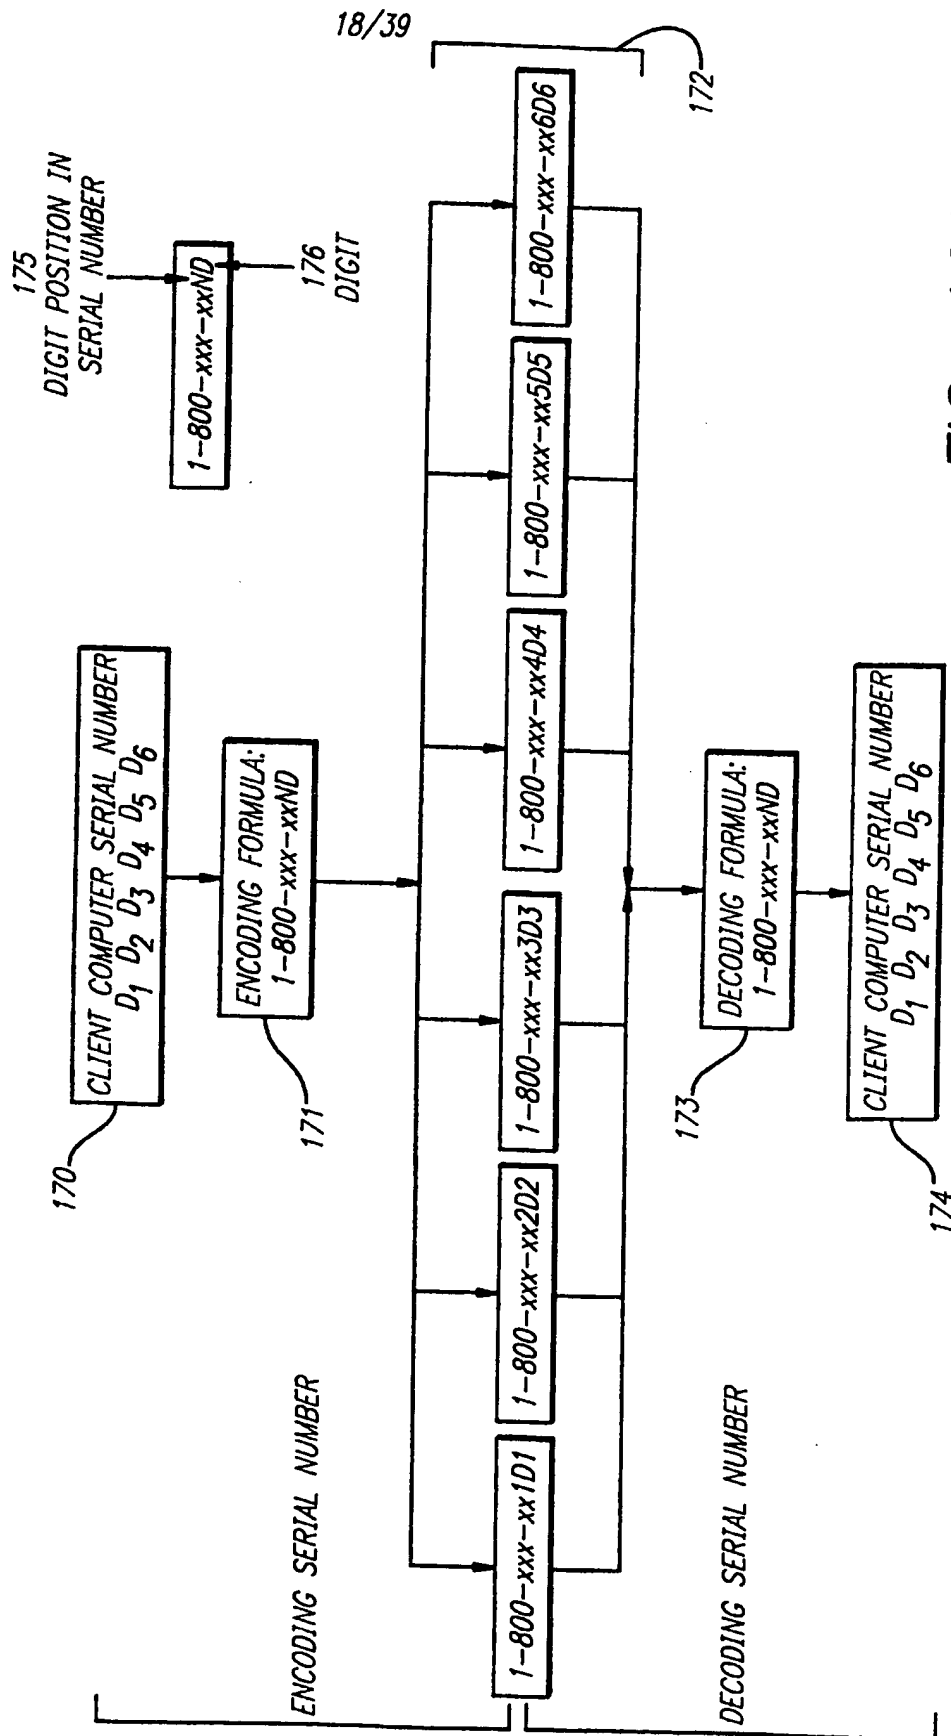 18/39
175
DIGIT POSITION IN
SERIAL NUMBER
1-800-xxx-xxND
176
DIGIT
170
CLIENT COMPUTER SERIAL NUMBER
D1 D2 D3 D4 D5 D6
171
ENCODING FORMULA:
1-800-xxx-xxND
ENCODING SERIAL NUMBER
1-800-xxx-xx1D1
1-800-xxx-xx2D2
1-800-xxx-xx3D3
1-800-xxx-xx4D4
1-800-xxx-xx5D5
1-800-xxx-xx6D6
172
DECODING SERIAL NUMBER
173
DECODING FORMULA:
1-800-xxx-xxND
174
CLIENT COMPUTER SERIAL NUMBER
D1 D2 D3 D4 D5 D6